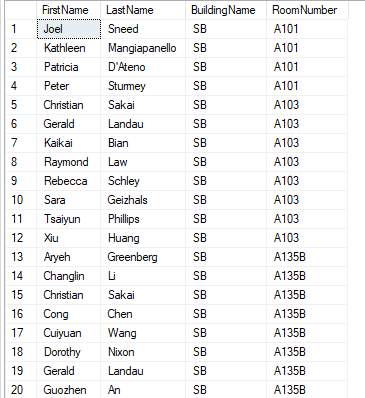 FirstName LastName BuildingName RoomNumber
1 Joel Sneed SB A101
2 Kathleen Mangiapanello SB A101
3 Patricia D'Ateno SB A101
4 Peter Sturmey SB A101
5 Christian Sakai SB A103
6 Gerald Landau SB A103
7 Kaikai Bian SB A103
8 Raymond Law SB A103
9 Rebecca Schley SB A103
10 Sara Geizhals SB A103
11 Tsaiyun Phillips SB A103
12 Xiu Huang SB A103
13 Aryeh Greenberg SB A135B
14 Changlin Li SB A135B
15 Christian Sakai SB A135B
16 Cong Chen SB A135B
17 Cuiyuan Wang SB A135B
18 Dorothy Nixon SB A135B
19 Gerald Landau SB A135B
20 Guozhen An SB A135B